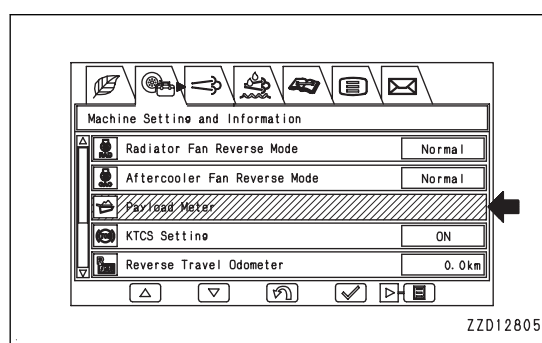 Machine Setting and Information
Radiator Fan Reverse Mode Normal
Aftercooler Fan Reverse Mode Normal
Payload Meter
KTCS Setting ON
Reverse Travel Odometer 0.0km
ZZD12805